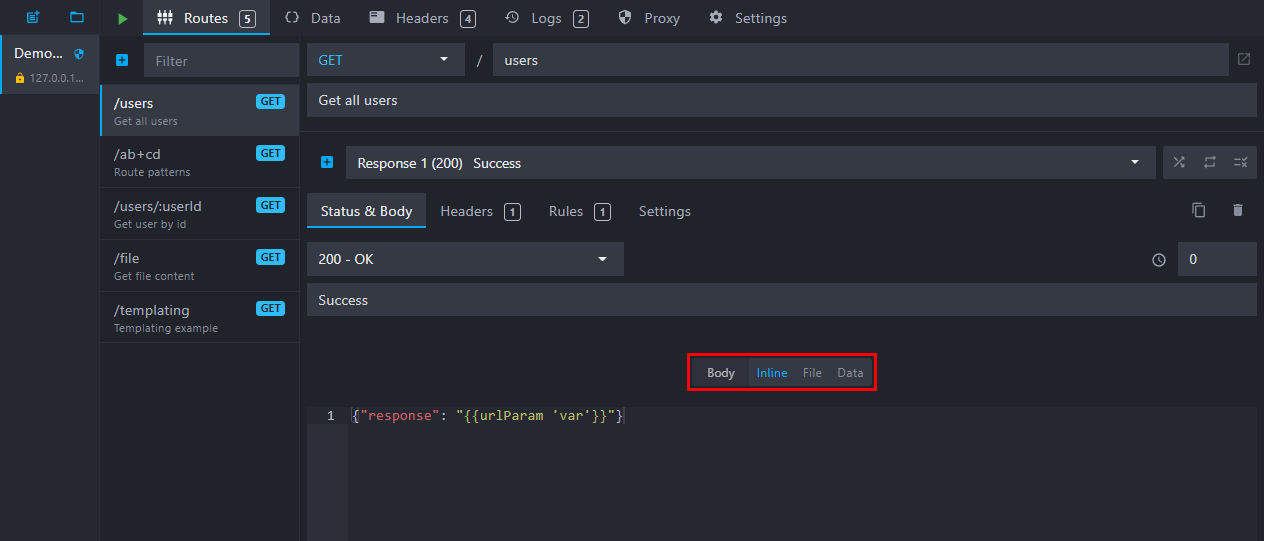 Routes 5 Data Headers 4 Logs 2 Proxy Settings
Demo...
127.0.0.1...
Filter
/users GET
Get all users
/ab+cd GET
Route patterns
/users/:userId GET
Get user by id
/file GET
Get file content
/templating GET
Templating example
GET / users
Get all users
Response 1 (200) Success
Status & Body Headers 1 Rules 1 Settings
200 - OK 0
Success
Body Inline File Data
1 {"response": "{{urlParam 'var'}}"}